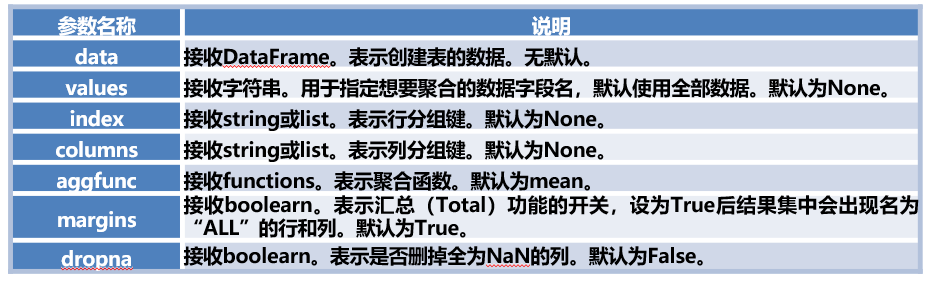 参数名称 说明
data 接收DataFrame。表示创建表的数据。无默认。
values 接收字符串。用于指定想要聚合的数据字段名，默认使用全部数据。默认为None。
index 接收string或list。表示行分组键。默认为None。
columns 接收string或list。表示列分组键。默认为None。
aggfunc 接收functions。表示聚合函数。默认为mean。
margins 接收boolearn。表示汇总（Total）功能的开关，设为True后结果集中会出现名为
“ALL”的行和列。默认为True。
dropna 接收boolearn。表示是否删掉全为NaN的列。默认为False。